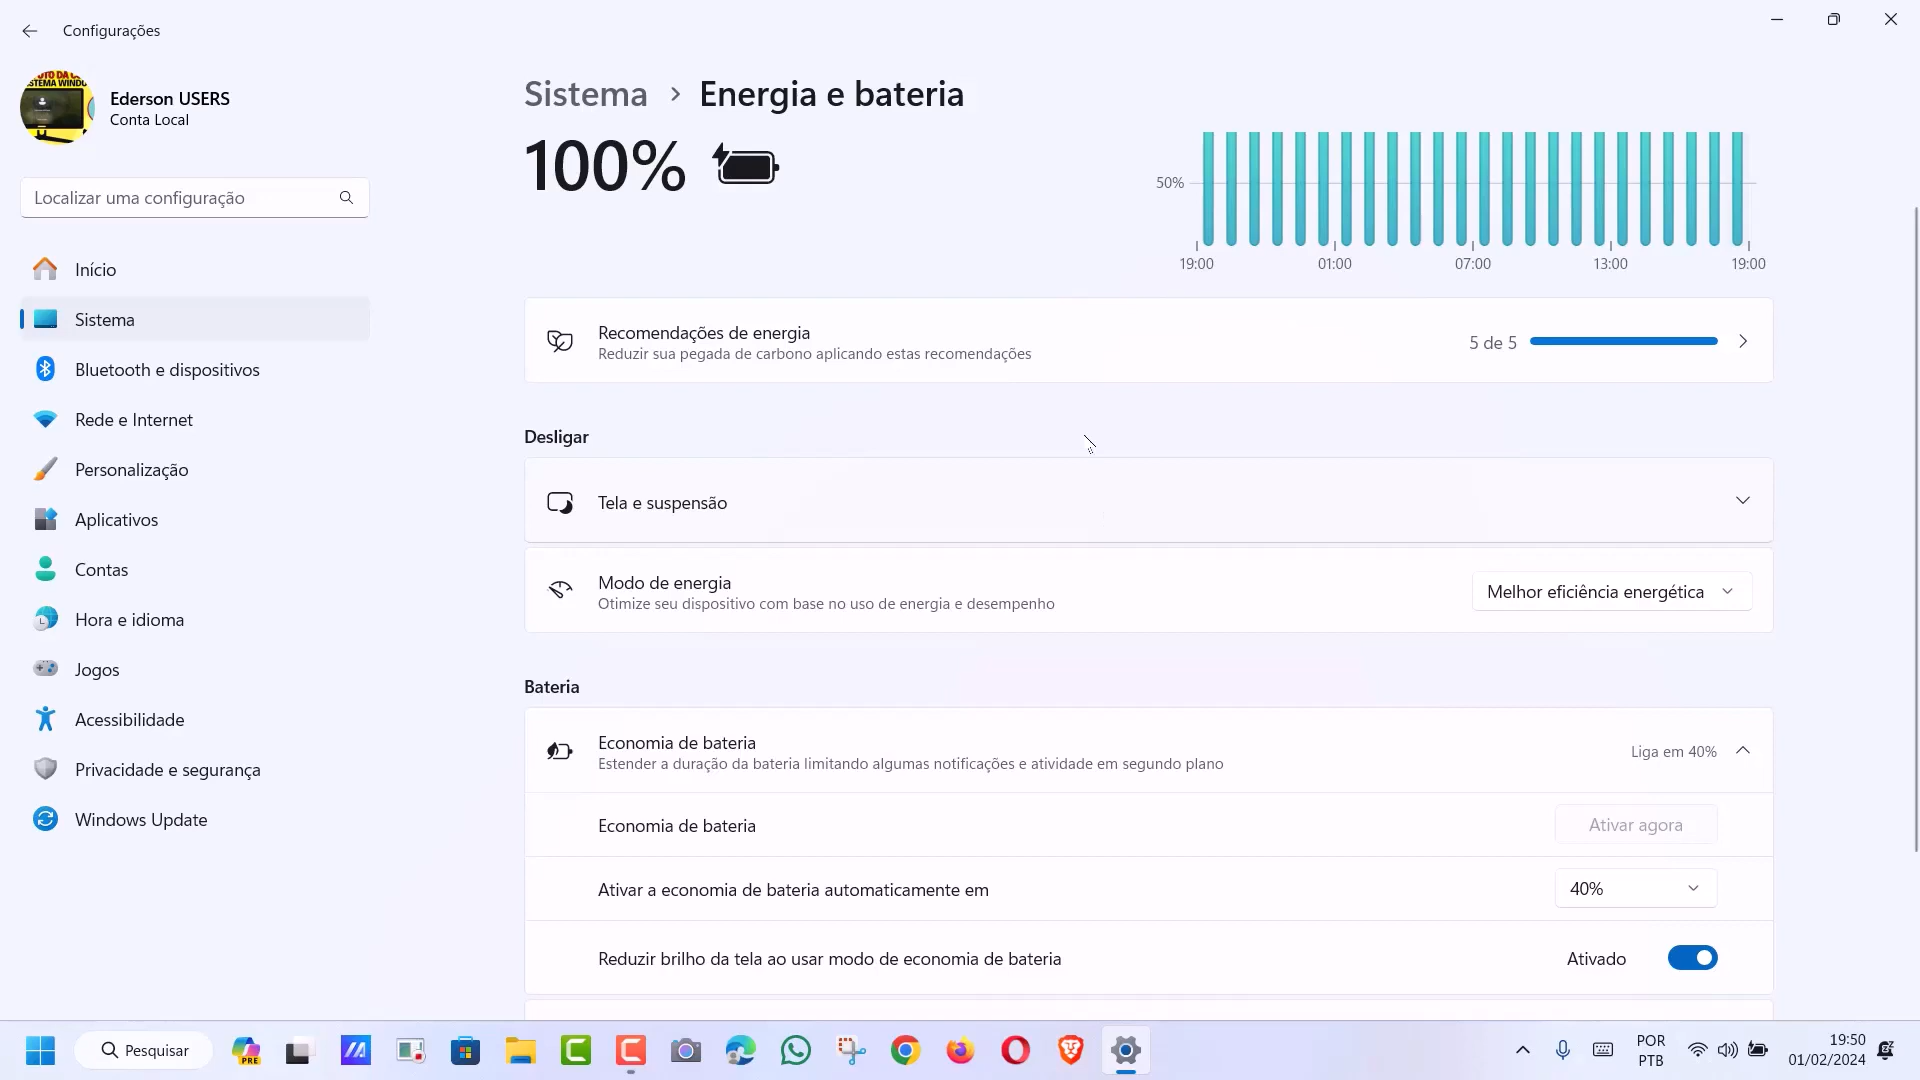 Configurações
Ederson USERS
Conta Local
Localizar uma configuração
Início
Sistema
Bluetooth e dispositivos
Rede e Internet
Personalização
Aplicativos
Contas
Hora e idioma
Jogos
Acessibilidade
Privacidade e segurança
Windows Update
Sistema › Energia e bateria
100%
50%
19:00 01:00 07:00 13:00 19:00
Recomendações de energia
Reduzir sua pegada de carbono aplicando estas recomendações
5 de 5
Desligar
Tela e suspensão
Modo de energia
Otimize seu dispositivo com base no uso de energia e desempenho
Melhor eficiência energética
Bateria
Economia de bateria
Estender a duração da bateria limitando algumas notificações e atividade em segundo plano
Liga em 40%
Economia de bateria
Ativar agora
Ativar a economia de bateria automaticamente em
40%
Reduzir brilho da tela ao usar modo de economia de bateria
Ativado
Pesquisar
PRE
POR
PTB
19:50
01/02/2024